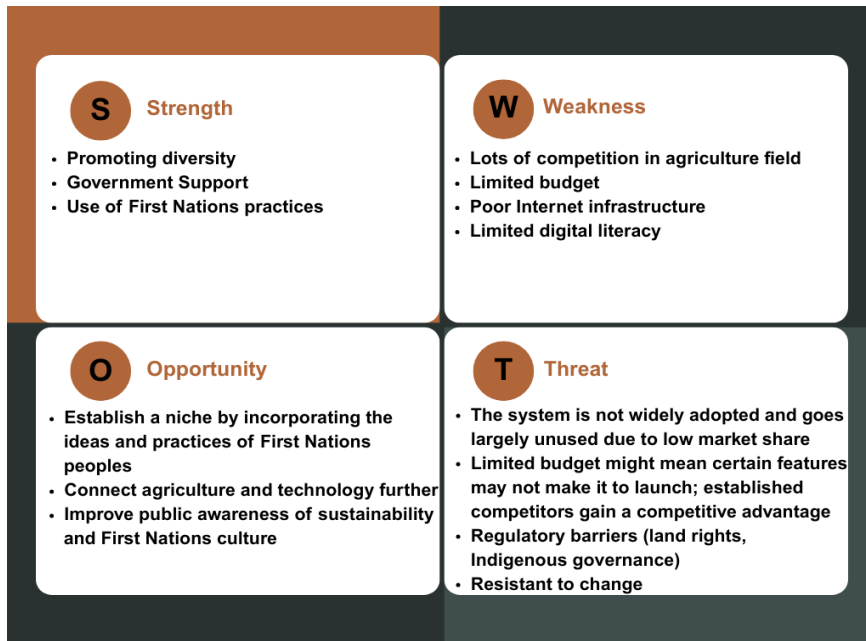 S
Strength
• Promoting diversity
• Government Support
• Use of First Nations practices
W
Weakness
• Lots of competition in agriculture field
• Limited budget
• Poor Internet infrastructure
• Limited digital literacy
O
Opportunity
• Establish a niche by incorporating the
ideas and practices of First Nations
peoples
• Connect agriculture and technology further
• Improve public awareness of sustainability
and First Nations culture
T
Threat
• The system is not widely adopted and goes
largely unused due to low market share
• Limited budget might mean certain features
may not make it to launch; established
competitors gain a competitive advantage
• Regulatory barriers (land rights,
Indigenous governance)
• Resistant to change